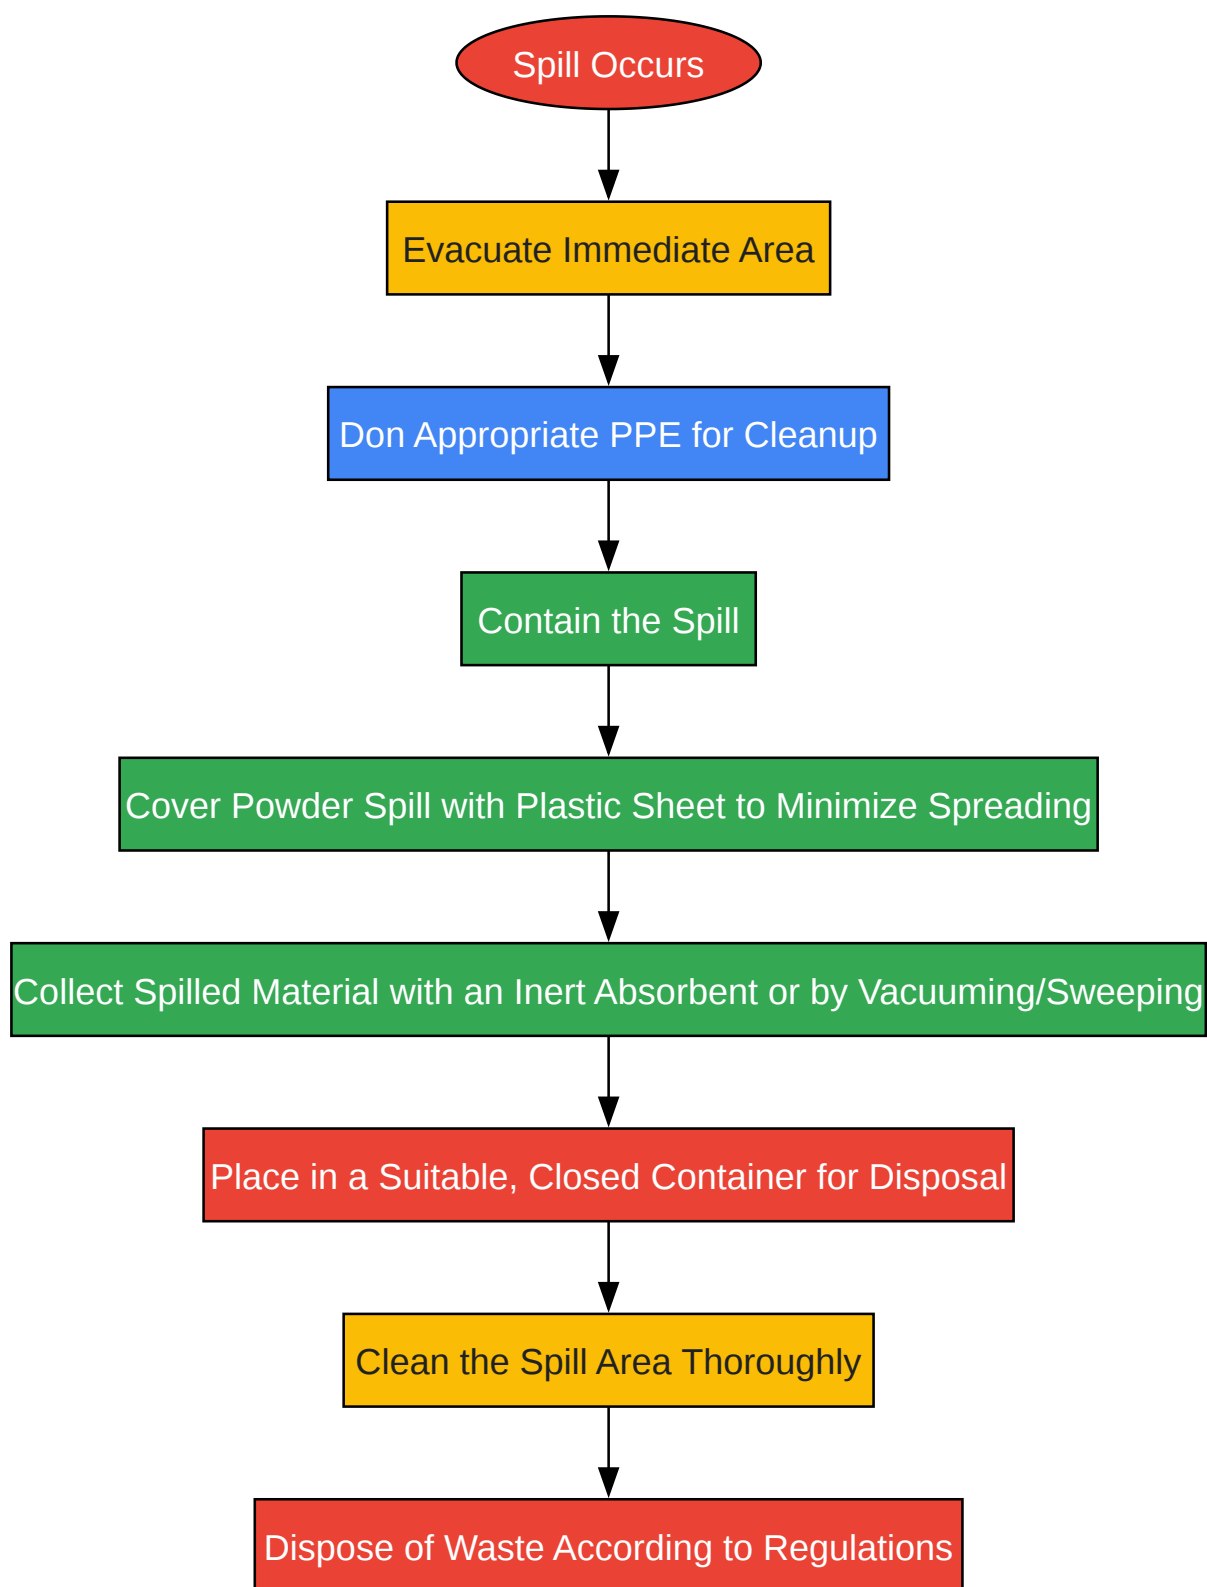 Spill Occurs
Evacuate Immediate Area
Don Appropriate PPE for Cleanup
Contain the Spill
Cover Powder Spill with Plastic Sheet to Minimize Spreading
Collect Spilled Material with an Inert Absorbent or by Vacuuming/Sweeping
Place in a Suitable, Closed Container for Disposal
Clean the Spill Area Thoroughly
Dispose of Waste According to Regulations